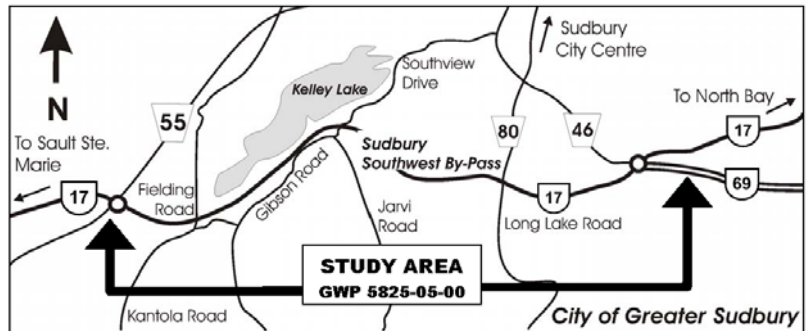 Sudbury
City Centre
Southview
Drive
Kelley Lake
N
To North Bay
17
55
80
46
To Sault Ste.
Marie
Sudbury
Southwest By-Pass
17
Fielding
Road
Gibson Road
69
17
Jarvi
Road
Long Lake Road
STUDY AREA
GWP 5825-05-00
Kantola Road
City of Greater Sudbury